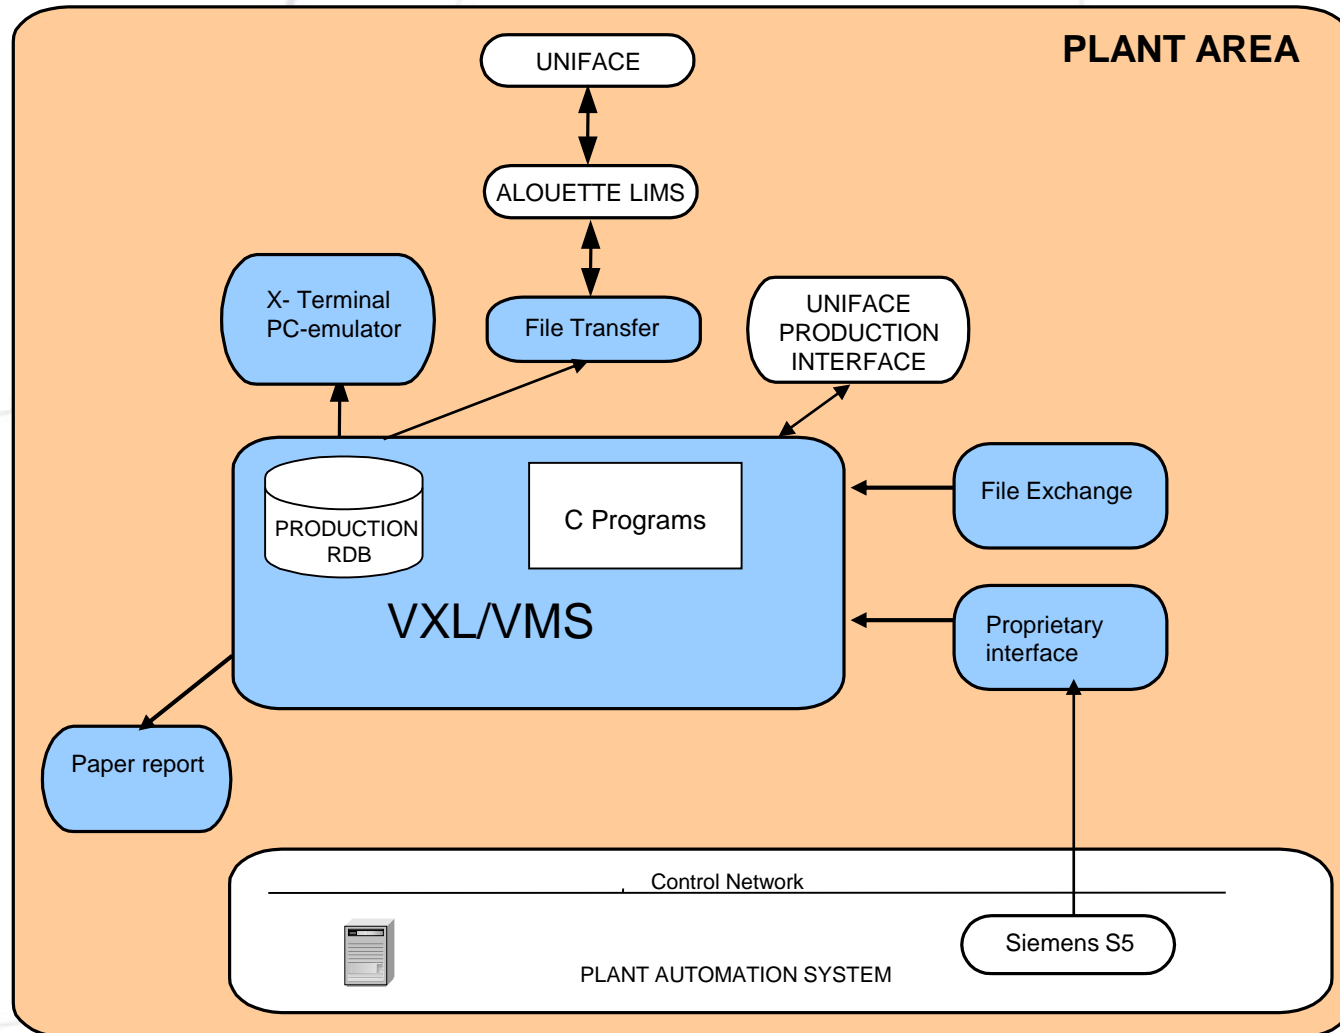 PLANT AREA
UNIFACE
ALOUETTE LIMS
X- Terminal
PC-emulator
File Transfer
UNIFACE
PRODUCTION
INTERFACE
PRODUCTION
RDB
C Programs
File Exchange
VXL/VMS
Proprietary
interface
Paper report
Control Network
Siemens S5
PLANT AUTOMATION SYSTEM